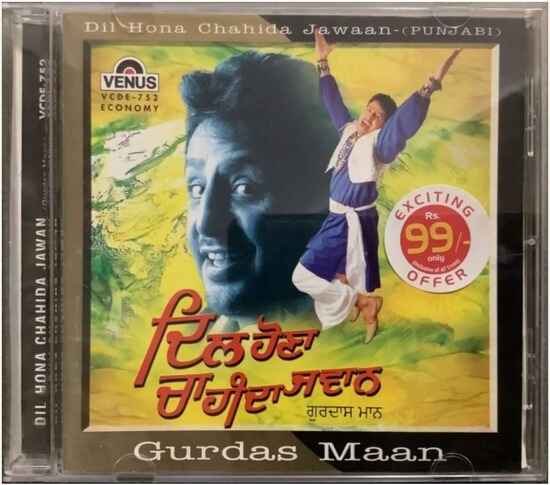 Dil Hona Chahida Jawaan-(PUNJABI)
VENUS
VCDE-752
ECONOMY
EXCITING
Rs.
99/-
only
OFFER
ਦਿਲ ਹੋਣਾ
ਚਾਹੀਦਾ ਜਵਾਨ
ਗੁਰਦਾਸ ਮਾਨ
Gurdas Maan
DIL HONA CHAHIDA JAWAN
VCDE-752